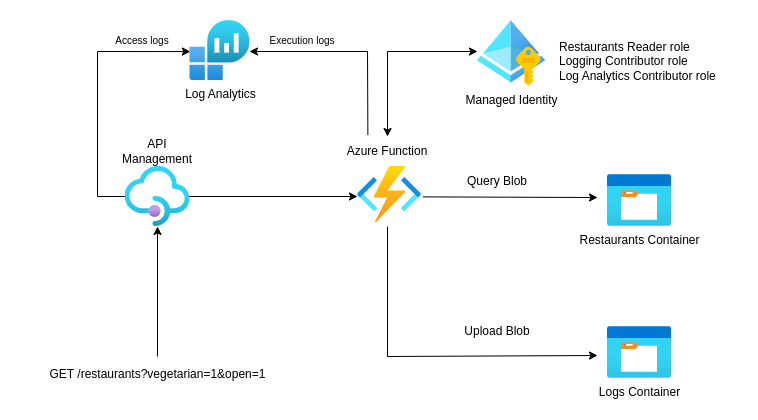 Access logs
Execution logs
Log Analytics
Managed Identity
Restaurants Reader role
Logging Contributor role
Log Analytics Contributor role
API
Management
Azure Function
Query Blob
Restaurants Container
Upload Blob
Logs Container
GET /restaurants?vegetarian=1&open=1